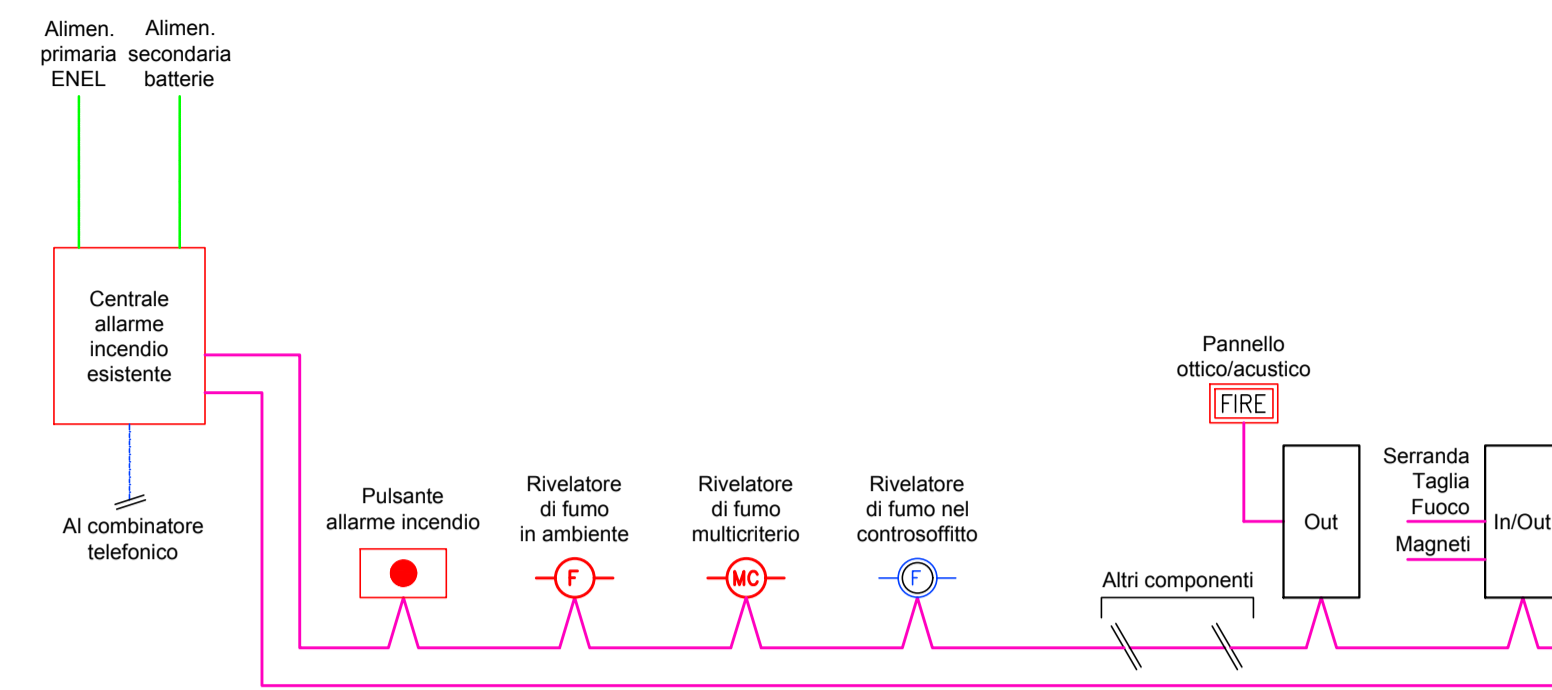 Alimen.
primaria
ENEL
Alimen.
secondaria
batterie
Centrale
allarme
incendio
esistente
Al combinatore
telefonico
Pulsante
allarme incendio
Rivelatore
di fumo
in ambiente
F
Rivelatore
di fumo
multicriterio
MC
Rivelatore
di fumo nel
controsoffitto
F
Altri componenti
Pannello
ottico/acustico
FIRE
Out
Serranda
Taglia
Fuoco
Magneti
In/Out